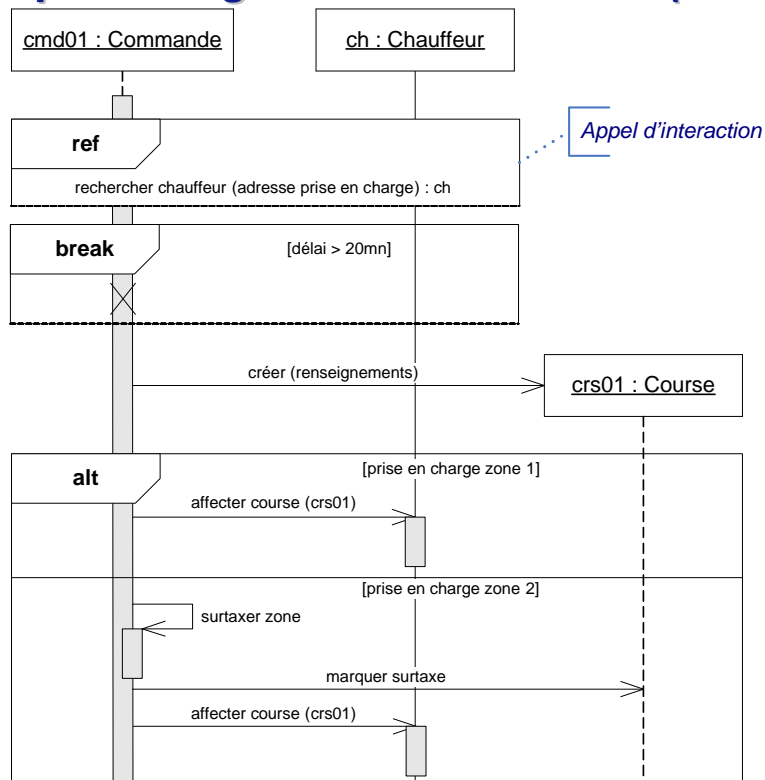 cmd01 : Commande
ch : Chauffeur
Appel d'interaction
ref
rechercher chauffeur (adresse prise en charge) : ch
break
[délai > 20mn]
créer (renseignements)
crs01 : Course
alt
[prise en charge zone 1]
affecter course (crs01)
[prise en charge zone 2]
surtaxer zone
marquer surtaxe
affecter course (crs01)